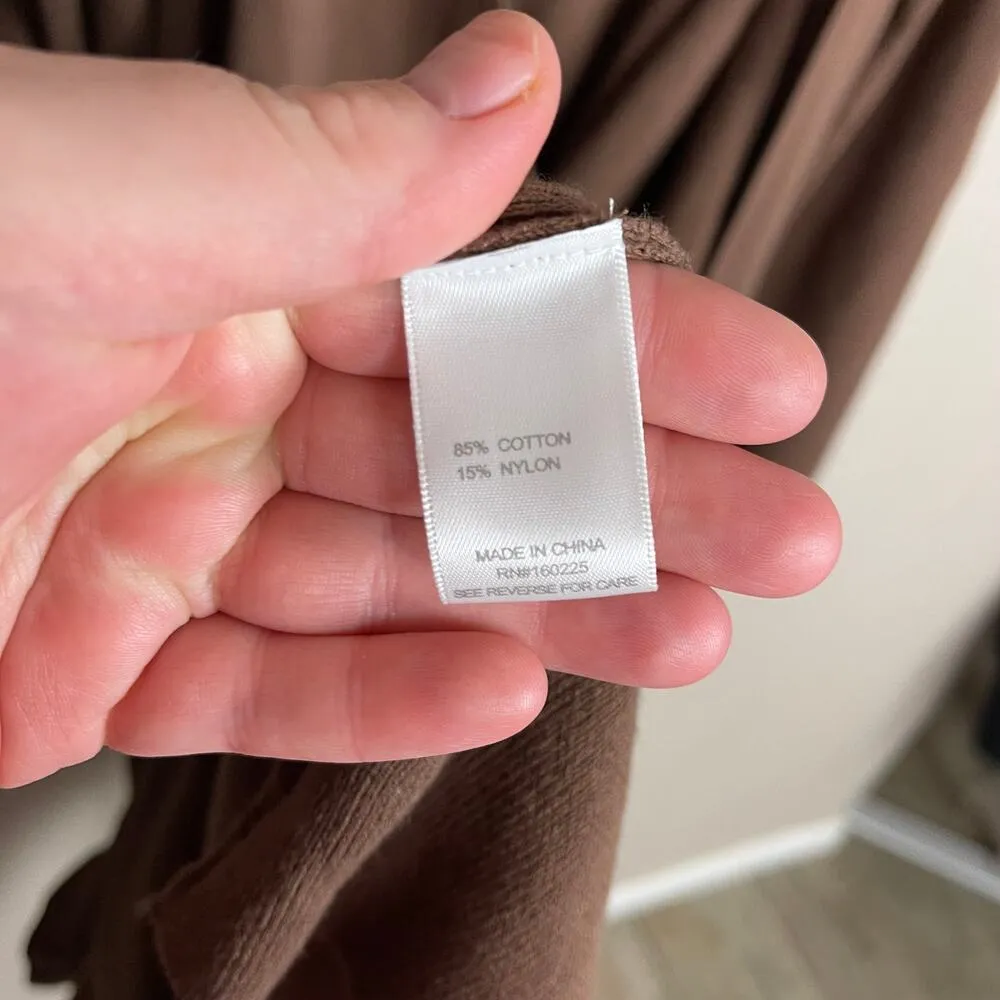 85% COTTON
15% NYLON
MADE IN CHINA
RN#160225
SEE REVERSE FOR CARE